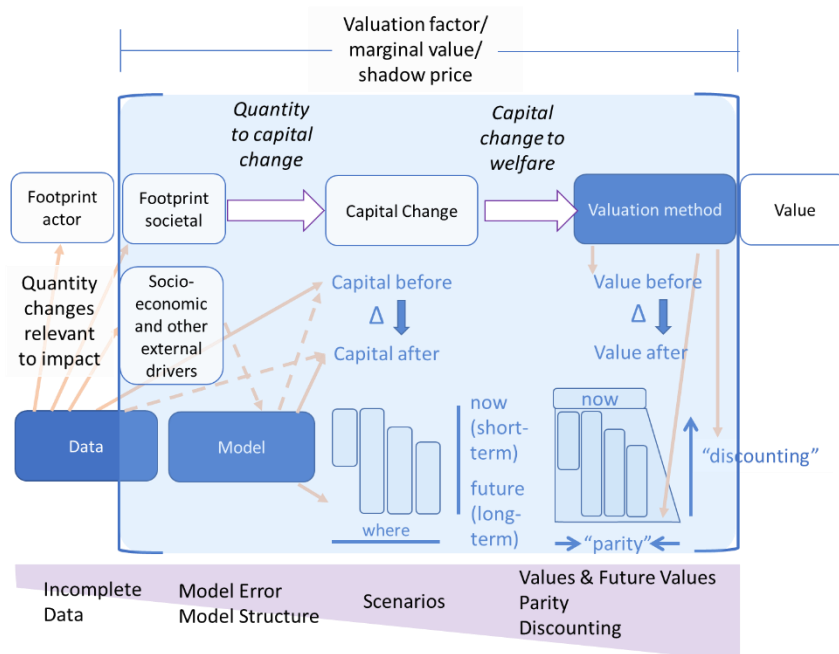 Valuation factor/
marginal value/
shadow price
Quantity
to capital
change
Capital
change to
welfare
Footprint
actor
Footprint
societal
Capital Change
Valuation method
Value
Quantity
changes
relevant
to impact
Socio-
economic
and other
external
drivers
Capital before
Δ
Capital after
Value before
Δ
Value after
Data
Model
now
(short-
term)
future
(long-
term)
where
now
"discounting"
"parity"
Incomplete
Data
Model Error
Model Structure
Scenarios
Values & Future Values
Parity
Discounting